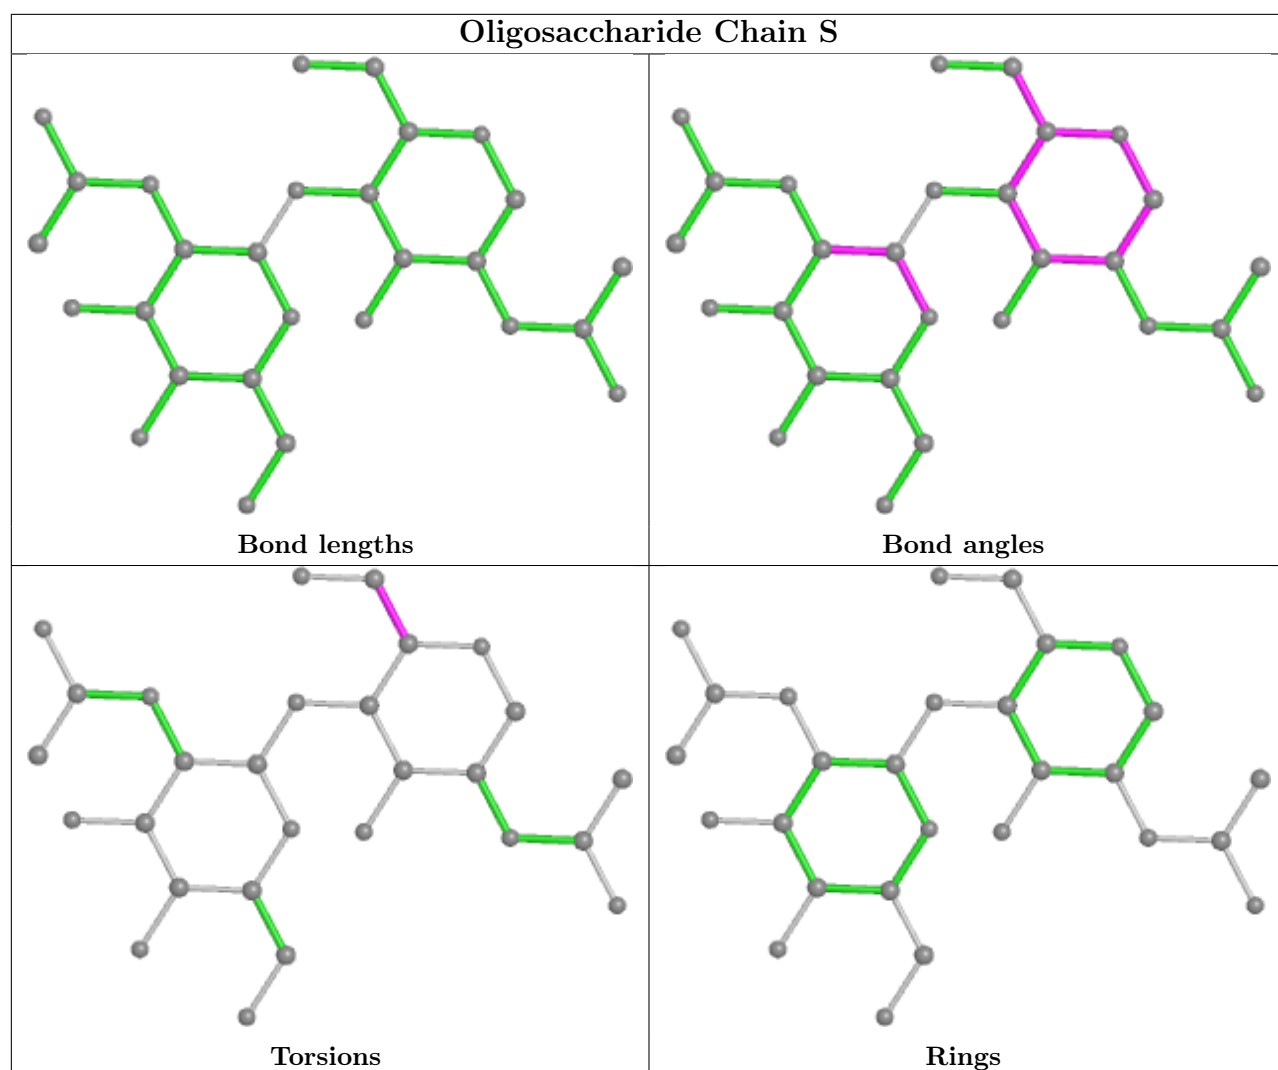 Oligosaccharide Chain S
Bond lengths
Bond angles
Torsions
Rings